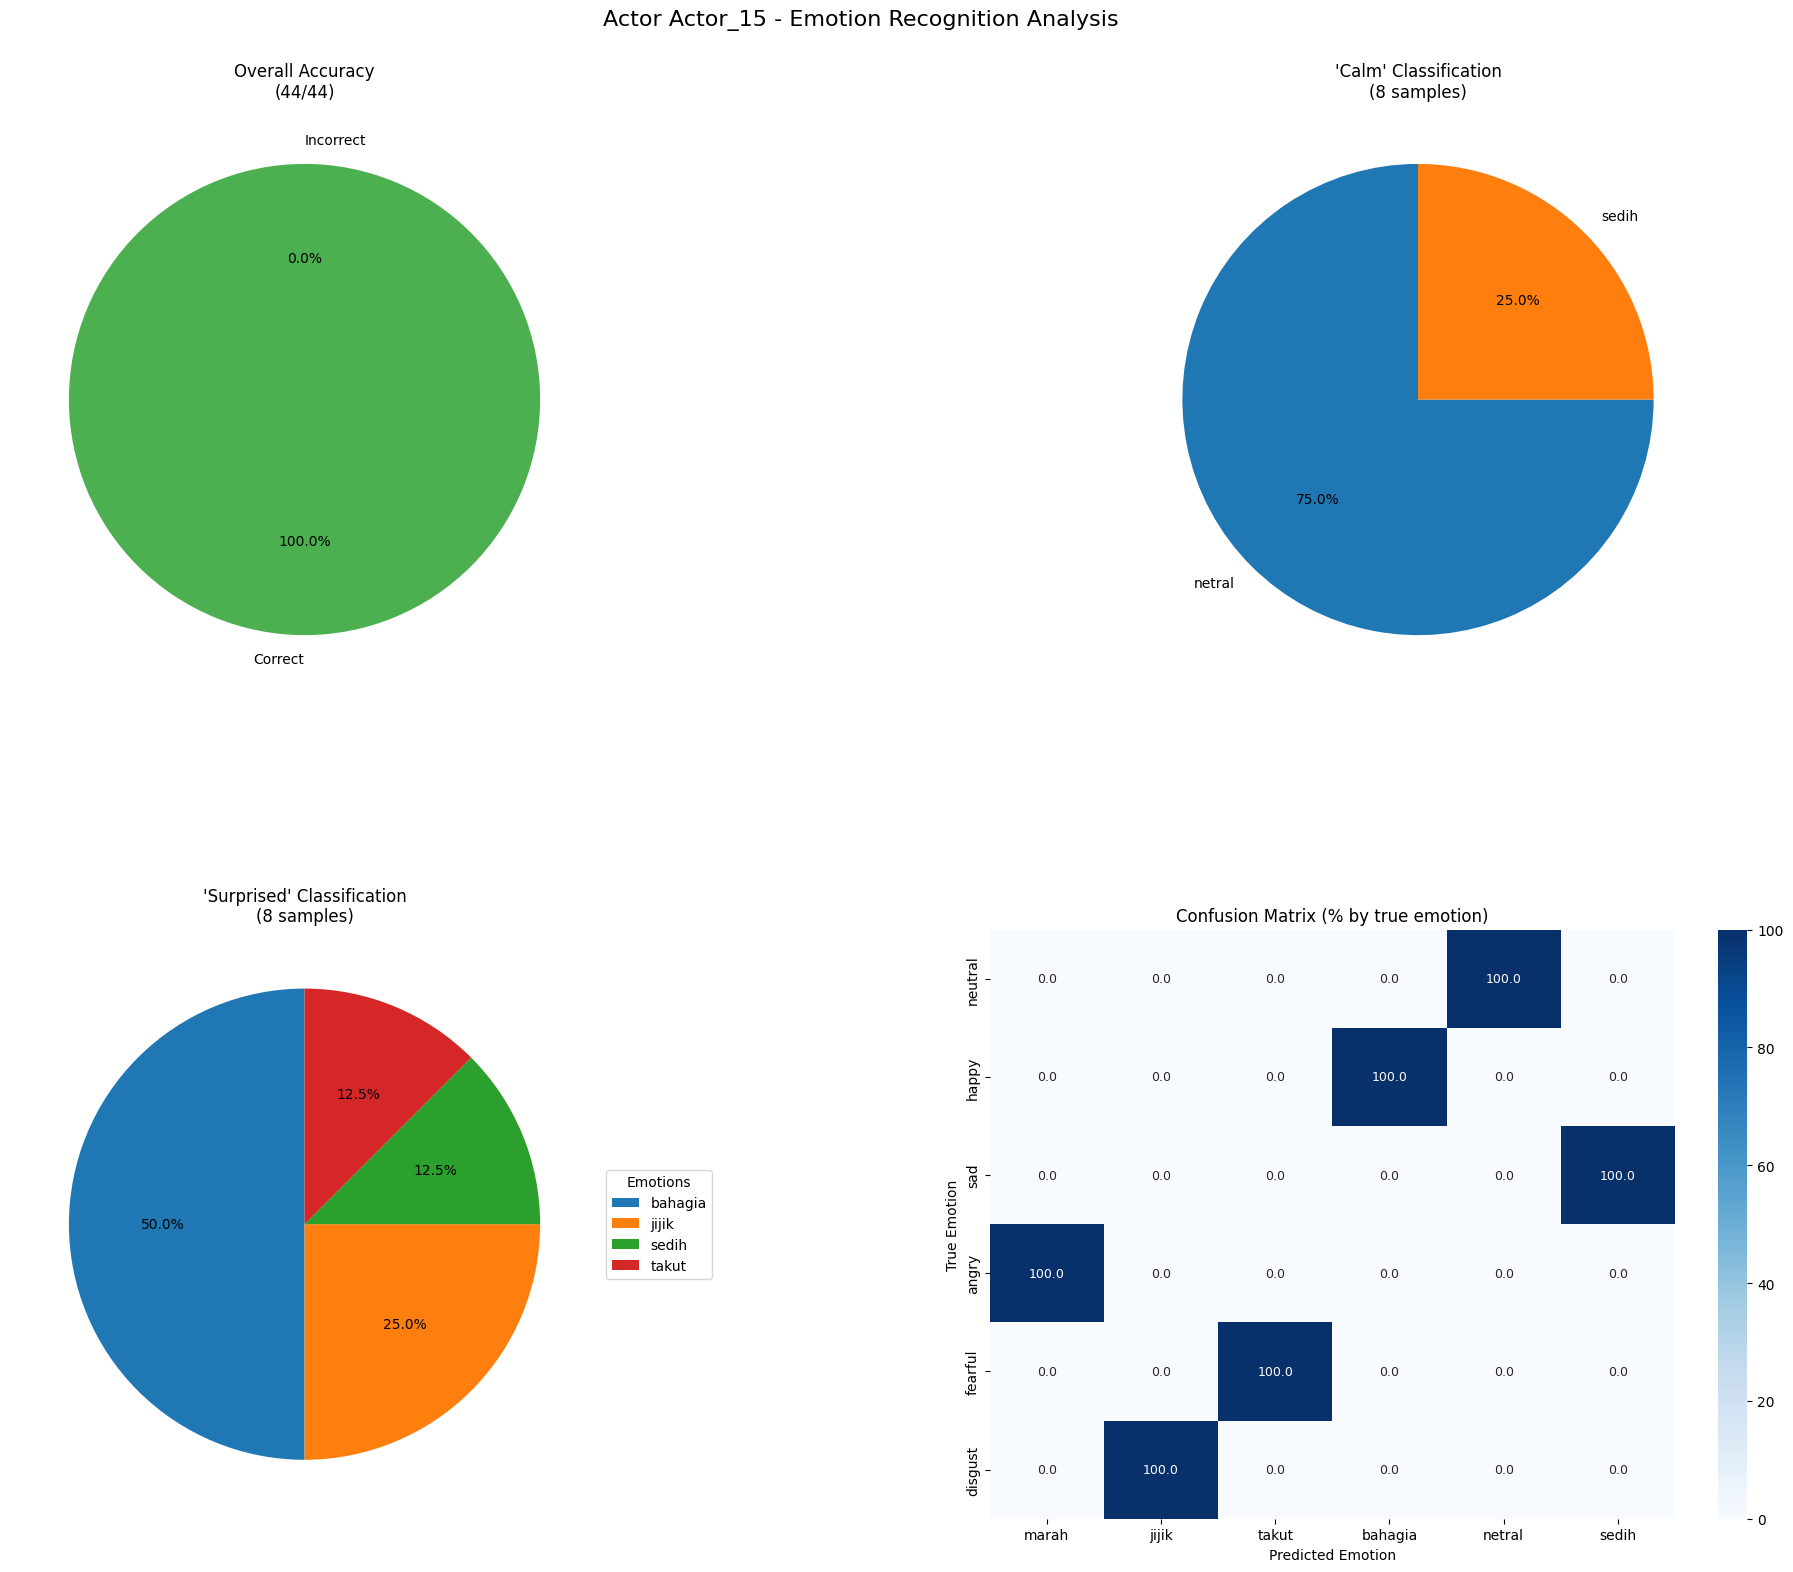 Actor Actor_15 - Emotion Recognition Analysis
Overall Accuracy
(44/44)
Incorrect
0.0%
100.0%
Correct
'Calm' Classification
(8 samples)
sedih
25.0%
75.0%
netral
'Surprised' Classification
(8 samples)
12.5%
12.5%
50.0%
25.0%
Emotions
bahagia
jijik
sedih
takut
Confusion Matrix (% by true emotion)
True Emotion
neutral 0.0 0.0 0.0 0.0 100.0 0.0
happy 0.0 0.0 0.0 100.0 0.0 0.0
sad 0.0 0.0 0.0 0.0 0.0 100.0
angry 100.0 0.0 0.0 0.0 0.0 0.0
fearful 0.0 0.0 100.0 0.0 0.0 0.0
disgust 0.0 100.0 0.0 0.0 0.0 0.0
marah jijik takut bahagia netral sedih
Predicted Emotion
100
80
60
40
20
0